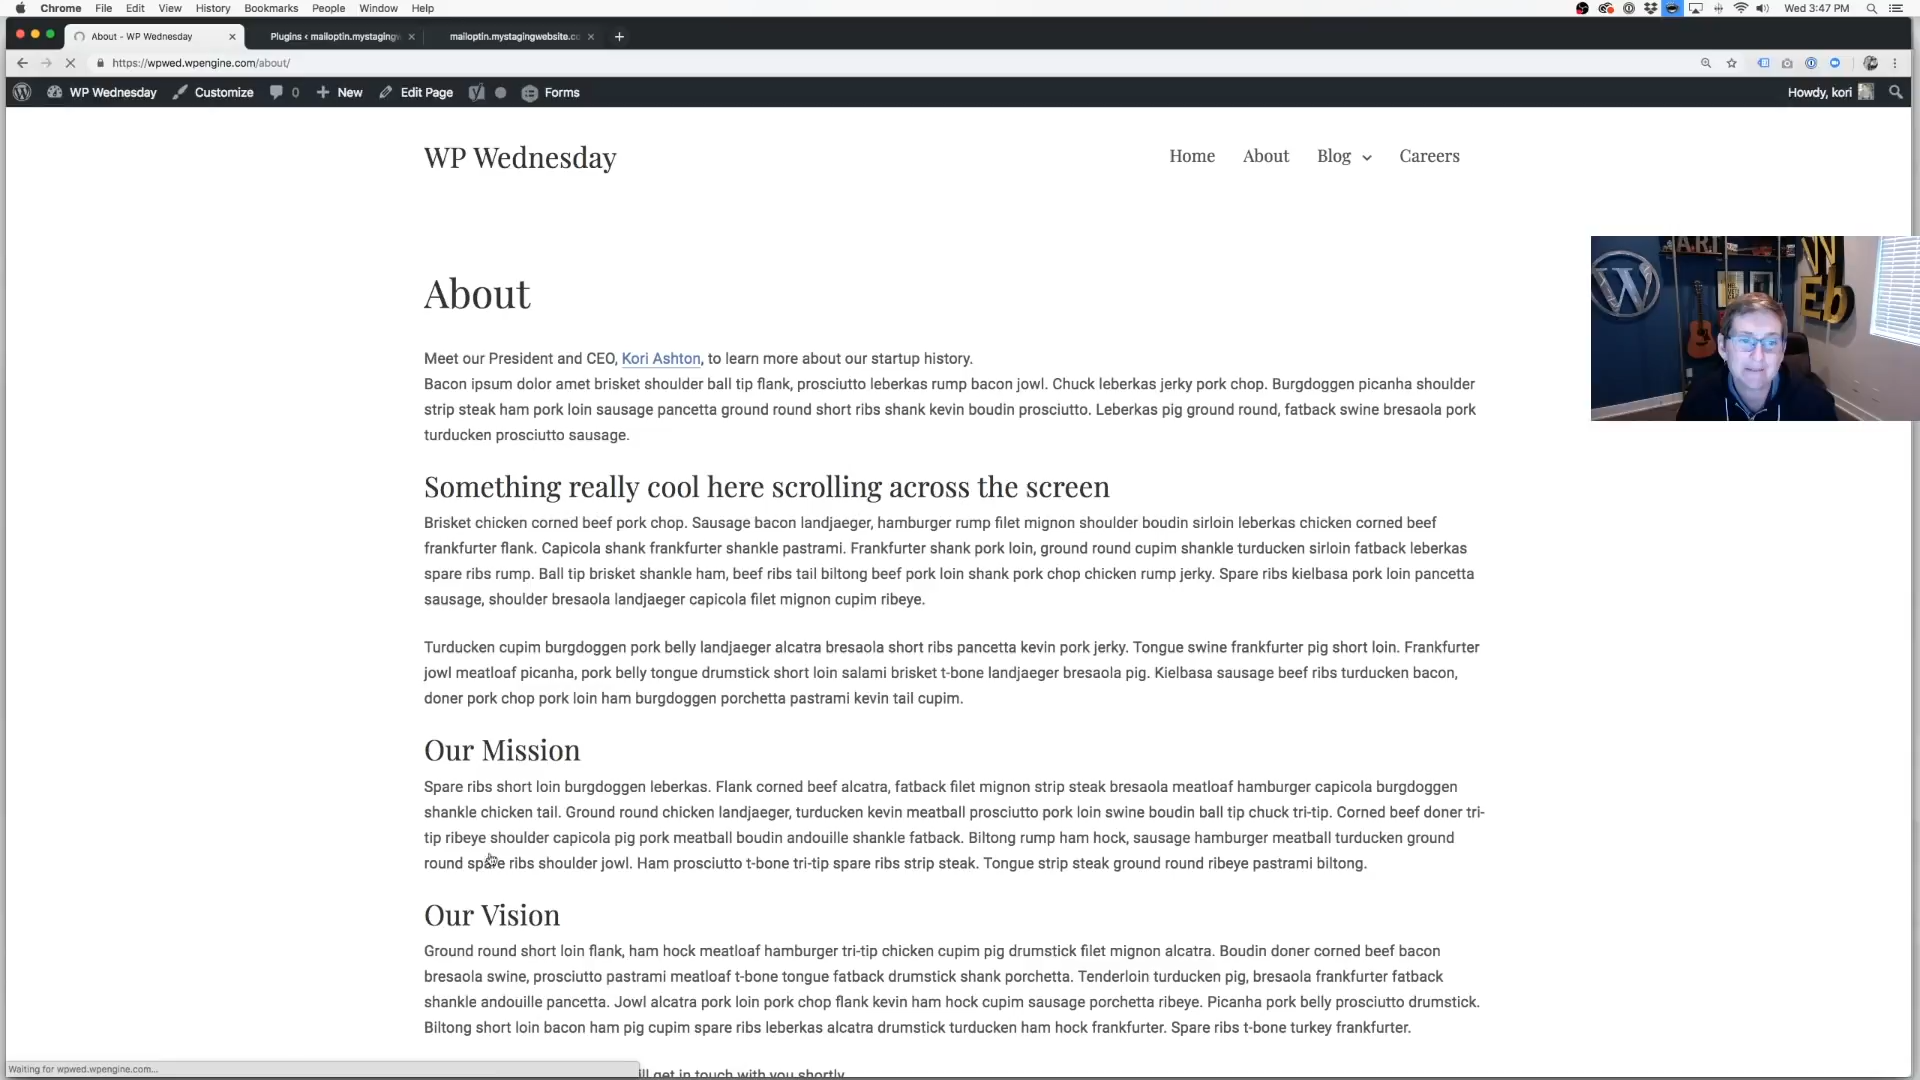 Chrome File Edit View History Bookmarks People Window Help Wed 3:47 PM
About - WP Wednesday Plugins < mailoptin.mystagingw mailoptin.mystagingwebsite.co
https://wpwed.wpengine.com/about/
WP Wednesday Customize 0 New Edit Page Forms Howdy, kori
WP Wednesday
Home About Blog Careers
About
Meet our President and CEO, Kori Ashton, to learn more about our startup history.
Bacon ipsum dolor amet brisket shoulder ball tip flank, prosciutto leberkas rump bacon jowl. Chuck leberkas jerky pork chop. Burgdoggen picanha shoulder
strip steak ham pork loin sausage pancetta ground round short ribs shank kevin boudin prosciutto. Leberkas pig ground round, fatback swine bresaola pork
turducken prosciutto sausage.
Something really cool here scrolling across the screen
Brisket chicken corned beef pork chop. Sausage bacon landjaeger, hamburger rump filet mignon shoulder boudin sirloin leberkas chicken corned beef
frankfurter flank. Capicola shank frankfurter shankle pastrami. Frankfurter shank pork loin, ground round cupim shankle turducken sirloin fatback leberkas
spare ribs rump. Ball tip brisket shankle ham, beef ribs tail biltong beef pork loin shank pork chop chicken rump jerky. Spare ribs kielbasa pork loin pancetta
sausage, shoulder bresaola landjaeger capicola filet mignon cupim ribeye.
Turducken cupim burgdoggen pork belly landjaeger alcatra bresaola short ribs pancetta kevin pork jerky. Tongue swine frankfurter pig short loin. Frankfurter
jowl meatloaf picanha, pork belly tongue drumstick short loin salami brisket t-bone landjaeger bresaola pig. Kielbasa sausage beef ribs turducken bacon,
doner pork chop pork loin ham burgdoggen porchetta pastrami kevin tail cupim.
Our Mission
Spare ribs short loin burgdoggen leberkas. Flank corned beef alcatra, fatback filet mignon strip steak bresaola meatloaf hamburger capicola burgdoggen
shankle chicken tail. Ground round chicken landjaeger, turducken kevin meatball prosciutto pork loin swine boudin ball tip chuck tri-tip. Corned beef doner tri-
tip ribeye shoulder capicola pig pork meatball boudin andouille shankle fatback. Biltong rump ham hock, sausage hamburger meatball turducken ground
round spare ribs shoulder jowl. Ham prosciutto t-bone tri-tip spare ribs strip steak. Tongue strip steak ground round ribeye pastrami biltong.
Our Vision
Ground round short loin flank, ham hock meatloaf hamburger tri-tip chicken cupim pig drumstick filet mignon alcatra. Boudin doner corned beef bacon
bresaola swine, prosciutto pastrami meatloaf t-bone tongue fatback drumstick shank porchetta. Tenderloin turducken pig, bresaola frankfurter fatback
shankle andouille pancetta. Jowl alcatra pork loin pork chop flank kevin ham hock cupim sausage porchetta ribeye. Picanha pork belly prosciutto drumstick.
Biltong short loin bacon ham pig cupim spare ribs leberkas alcatra drumstick turducken ham hock frankfurter. Spare ribs t-bone turkey frankfurter.
Waiting for wpwed.wpengine.com...
get in touch with you shortly